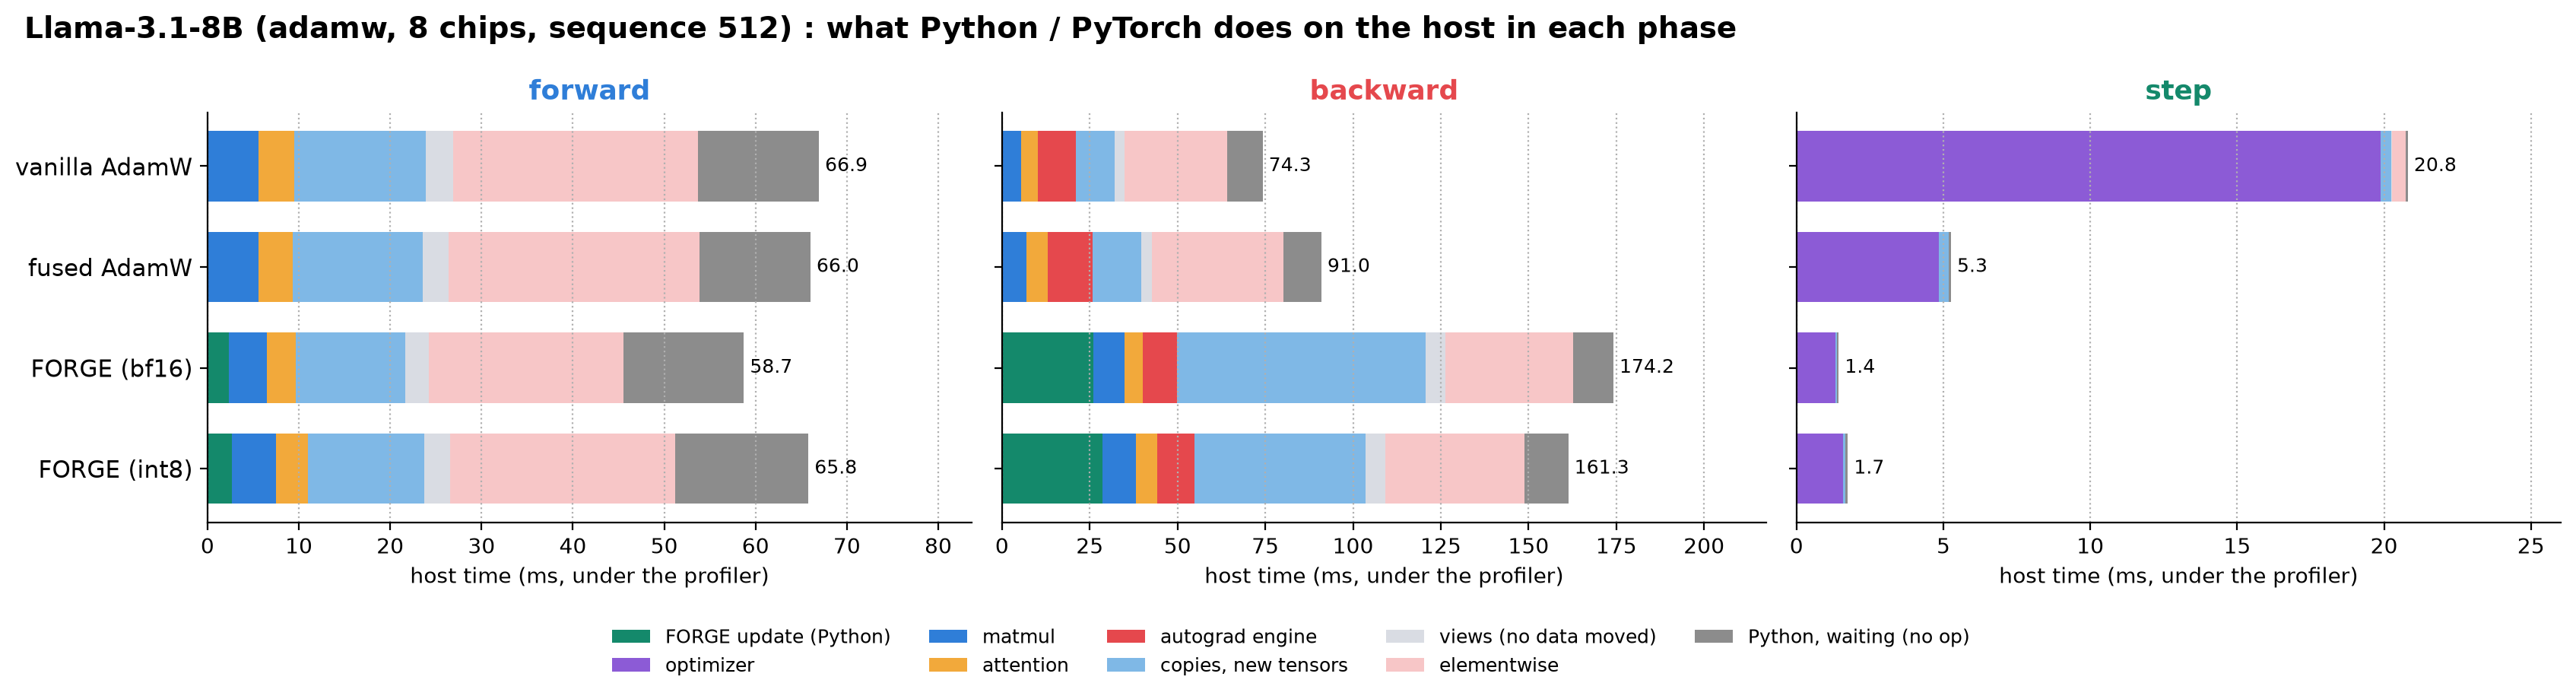 Llama-3.1-8B (adamw, 8 chips, sequence 512) : what Python / PyTorch does on the host in each phase
forward
vanilla AdamW
fused AdamW
FORGE (bf16)
FORGE (int8)
66.9
66.0
58.7
65.8
0 10 20 30 40 50 60 70 80
host time (ms, under the profiler)
backward
74.3
91.0
174.2
161.3
0 25 50 75 100 125 150 175 200
host time (ms, under the profiler)
step
20.8
5.3
1.4
1.7
0 5 10 15 20 25
host time (ms, under the profiler)
FORGE update (Python) matmul autograd engine views (no data moved) Python, waiting (no op)
optimizer attention copies, new tensors elementwise